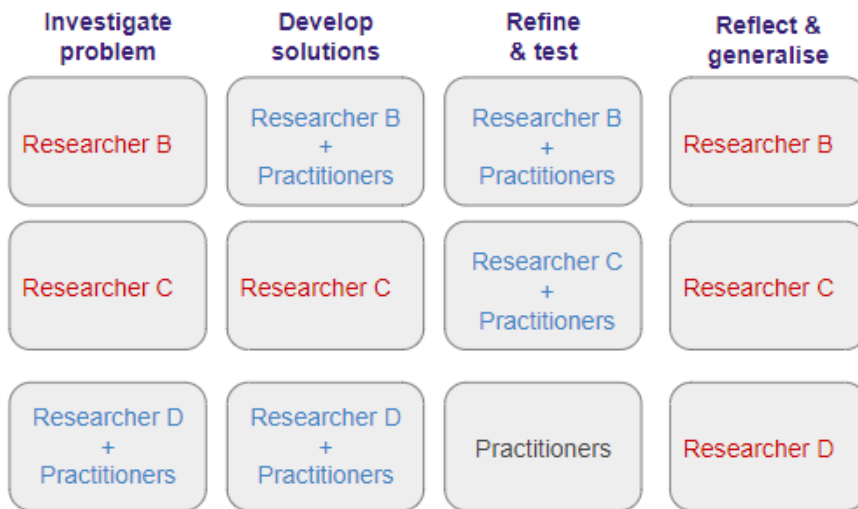 Investigate problem
Develop solutions
Refine & test
Reflect & generalise
Researcher B
Researcher B
+
Practitioners
Researcher B
+
Practitioners
Researcher B
Researcher C
Researcher C
Researcher C
+
Practitioners
Researcher C
Researcher D
+
Practitioners
Researcher D
+
Practitioners
Practitioners
Researcher D